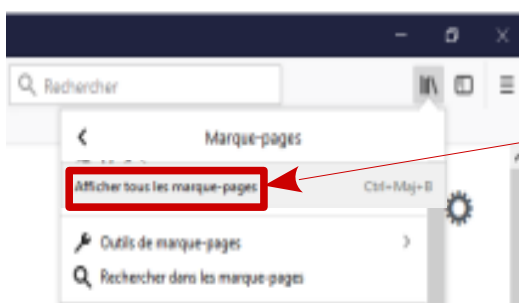 Rechercher
Marque-pages
Afficher tous les marque-pages Ctrl+Maj+B
Outils de marque-pages
Rechercher dans les marque-pages